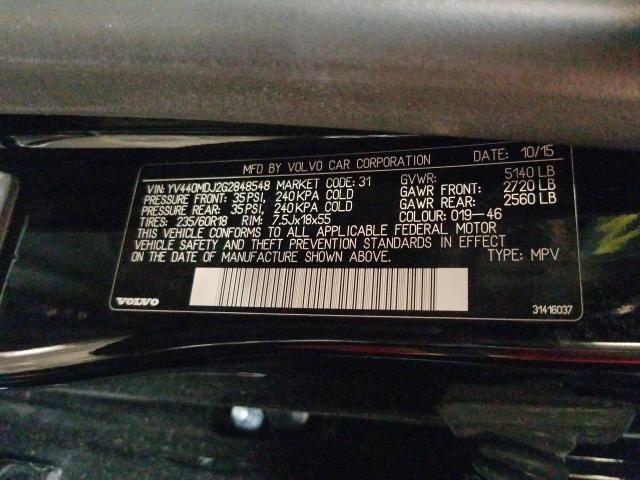 MFD BY VOLVO CAR CORPORATION DATE: 10/15
VIN: YV440MDJ2G2848548 MARKET CODE: 31 GVWR: 5140 LB
PRESSURE FRONT: 35PSI, 240KPA COLD GAWR FRONT: 2720 LB
PRESSURE REAR: 35PSI, 240KPA COLD GAWR REAR: 2560 LB
TIRES: 235/60R18 RIM: 7,5Jx18x55 COLOUR: 019-46
THIS VEHICLE CONFORMS TO ALL APPLICABLE FEDERAL MOTOR
VEHICLE SAFETY AND THEFT PREVENTION STANDARDS IN EFFECT
ON THE DATE OF MANUFACTURE SHOWN ABOVE. TYPE: MPV
VOLVO 31416037